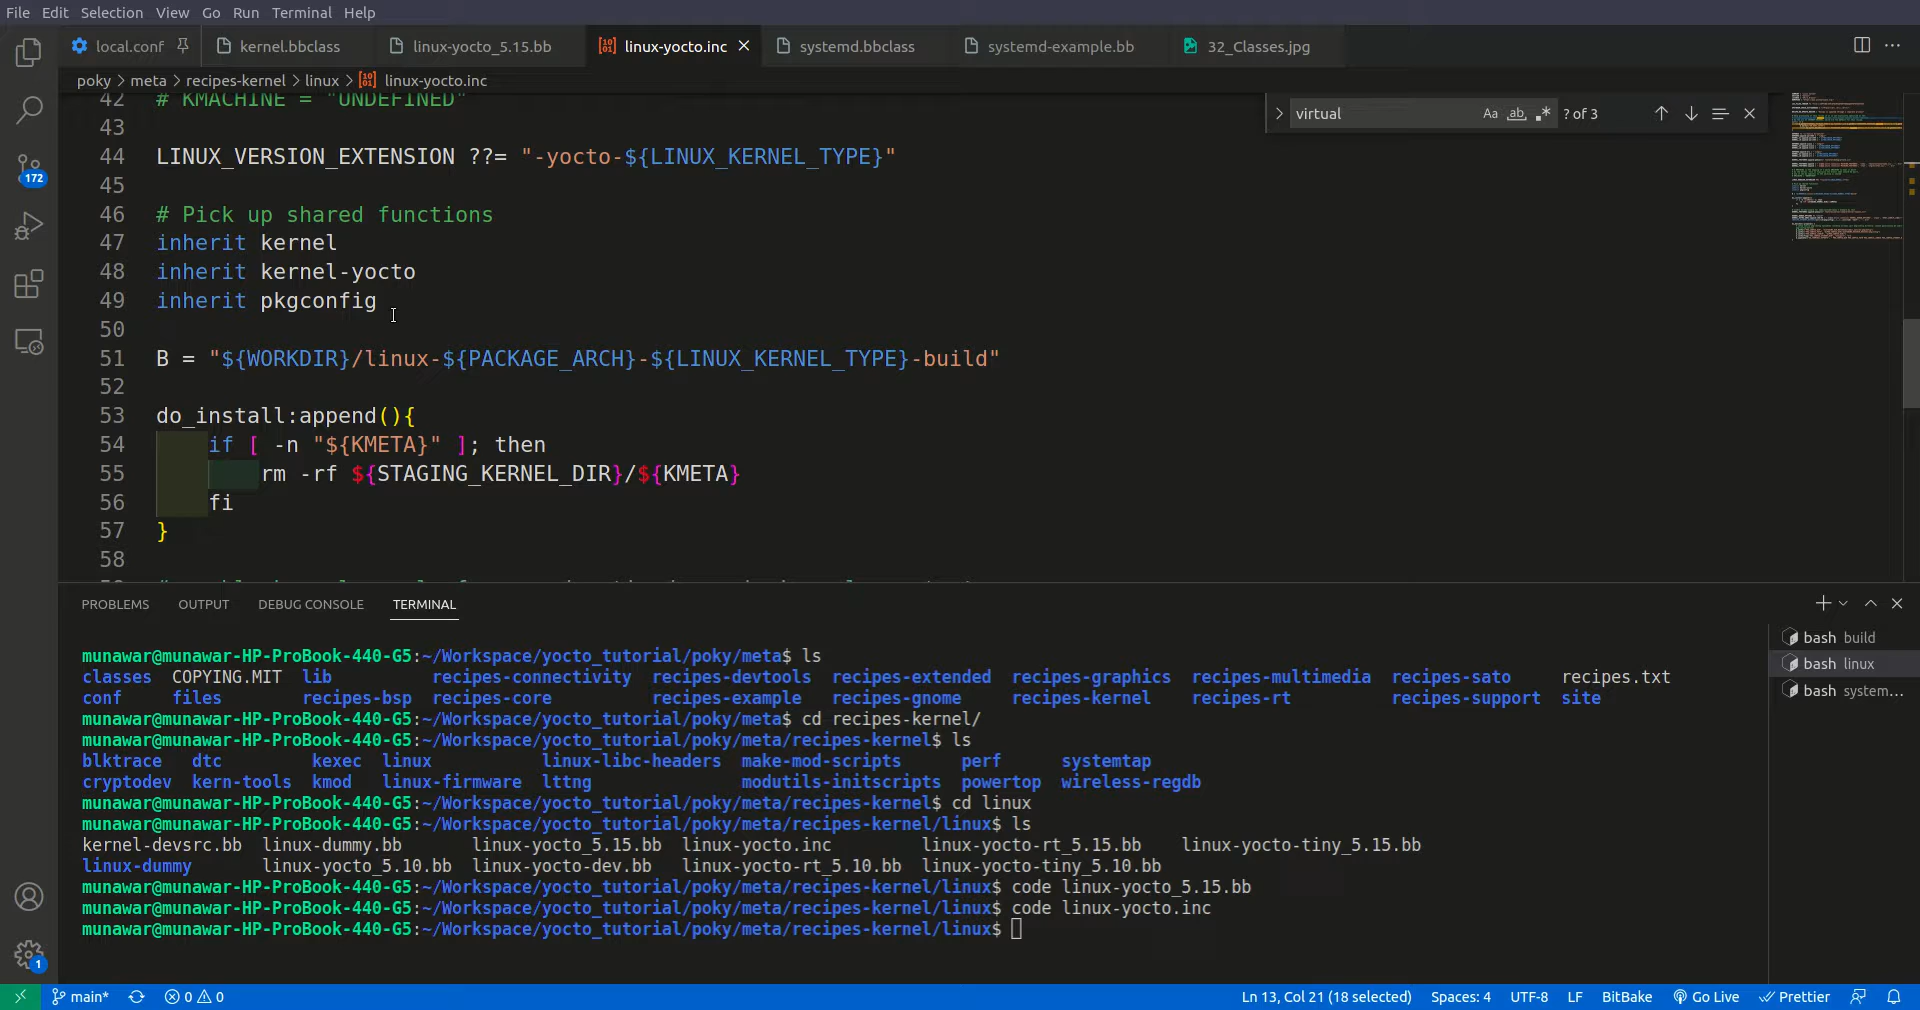 File Edit Selection View Go Run Terminal Help
local.conf kernel.bbclass linux-yocto_5.15.bb linux-yocto.inc systemd.bbclass systemd-example.bb 32_Classes.jpg
poky > meta > recipes-kernel > linux > linux-yocto.inc
virtual Aa ab .* ? of 3
42 # KMACHINE = "UNDEFINED"
43
44 LINUX_VERSION_EXTENSION ??= "-yocto-${LINUX_KERNEL_TYPE}"
45
46 # Pick up shared functions
47 inherit kernel
48 inherit kernel-yocto
49 inherit pkgconfig
50
51 B = "${WORKDIR}/linux-${PACKAGE_ARCH}-${LINUX_KERNEL_TYPE}-build"
52
53 do_install:append(){
54 if [ -n "${KMETA}" ]; then
55 rm -rf ${STAGING_KERNEL_DIR}/${KMETA}
56 fi
57 }
58
172
PROBLEMS OUTPUT DEBUG CONSOLE TERMINAL
munawar@munawar-HP-ProBook-440-G5:~/Workspace/yocto_tutorial/poky/meta$ ls
classes COPYING.MIT lib recipes-connectivity recipes-devtools recipes-extended recipes-graphics recipes-multimedia recipes-sato recipes.txt
conf files recipes-bsp recipes-core recipes-example recipes-gnome recipes-kernel recipes-rt recipes-support site
munawar@munawar-HP-ProBook-440-G5:~/Workspace/yocto_tutorial/poky/meta$ cd recipes-kernel/
munawar@munawar-HP-ProBook-440-G5:~/Workspace/yocto_tutorial/poky/meta/recipes-kernel$ ls
blktrace dtc kexec linux linux-libc-headers make-mod-scripts perf systemtap
cryptodev kern-tools kmod linux-firmware lttng modutils-initscripts powertop wireless-regdb
munawar@munawar-HP-ProBook-440-G5:~/Workspace/yocto_tutorial/poky/meta/recipes-kernel$ cd linux
munawar@munawar-HP-ProBook-440-G5:~/Workspace/yocto_tutorial/poky/meta/recipes-kernel/linux$ ls
kernel-devsrc.bb linux-dummy.bb linux-yocto_5.15.bb linux-yocto.inc linux-yocto-rt_5.15.bb linux-yocto-tiny_5.15.bb
linux-dummy linux-yocto_5.10.bb linux-yocto-dev.bb linux-yocto-rt_5.10.bb linux-yocto-tiny_5.10.bb
munawar@munawar-HP-ProBook-440-G5:~/Workspace/yocto_tutorial/poky/meta/recipes-kernel/linux$ code linux-yocto_5.15.bb
munawar@munawar-HP-ProBook-440-G5:~/Workspace/yocto_tutorial/poky/meta/recipes-kernel/linux$ code linux-yocto.inc
munawar@munawar-HP-ProBook-440-G5:~/Workspace/yocto_tutorial/poky/meta/recipes-kernel/linux$
bash build
bash linux
bash system...
1
main* 0 0 Ln 13, Col 21 (18 selected) Spaces: 4 UTF-8 LF BitBake Go Live Prettier